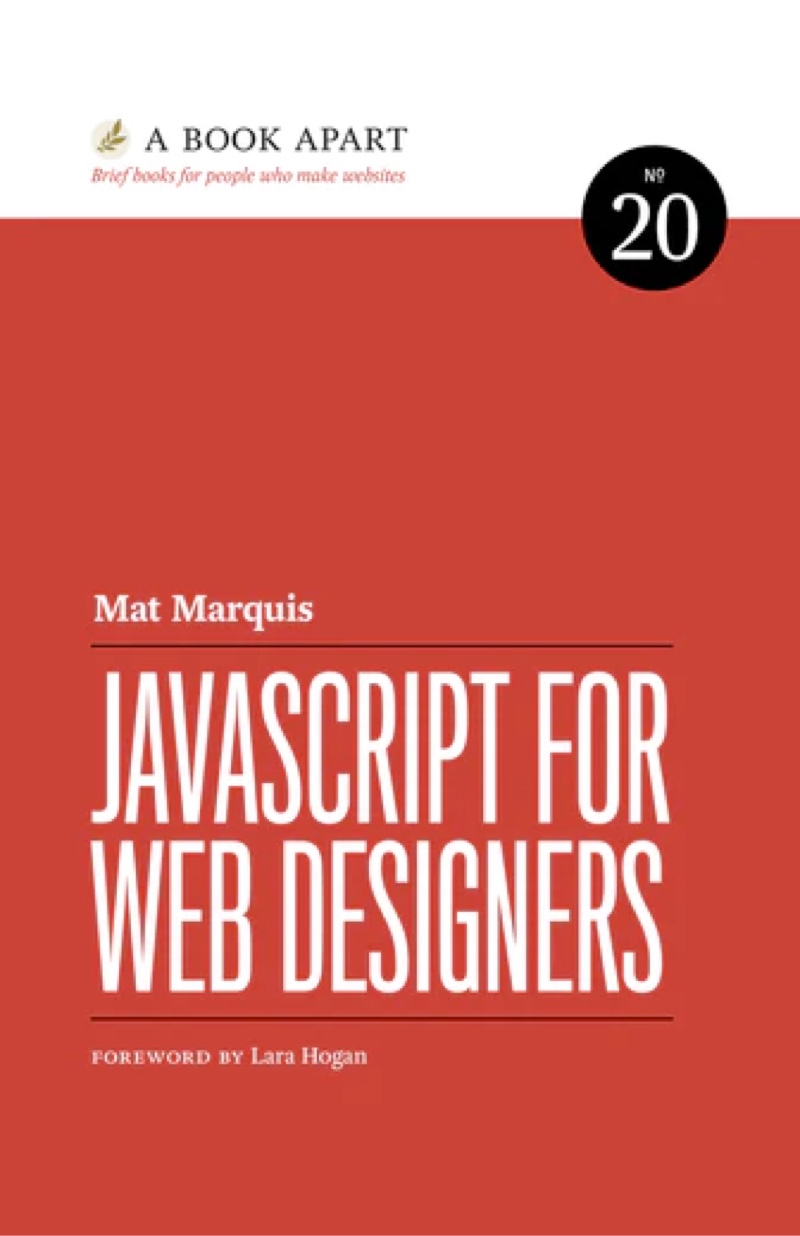 A BOOK APART
Brief books for people who make websites
Nº
20
Mat Marquis
JAVASCRIPT FOR
WEB DESIGNERS
FOREWORD BY Lara Hogan